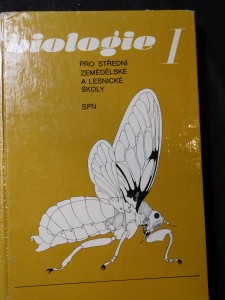 biologie I
PRO STŘEDNÍ
ZEMĚDĚLSKÉ
A LESNICKÉ
ŠKOLY
SPN